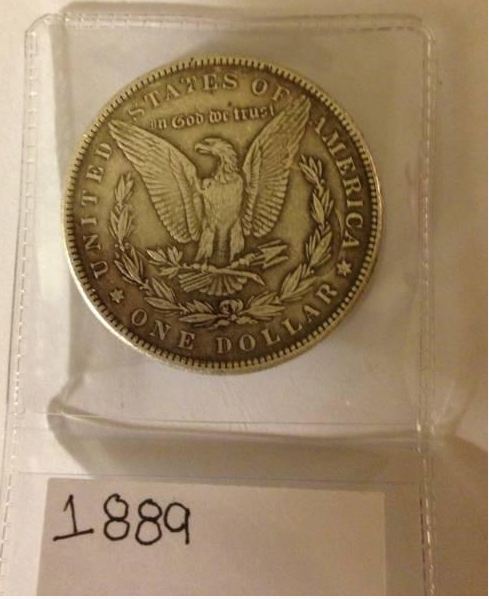 UNITED STATES OF AMERICA
In God we trust
ONE DOLLAR
1889